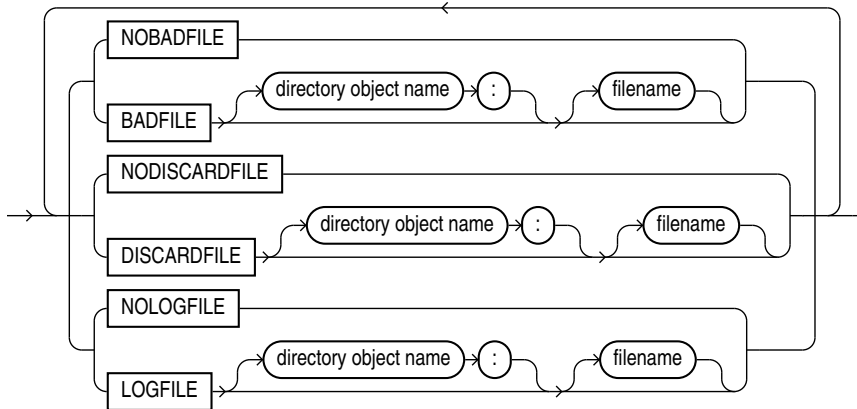 NOBADFILE
BADFILE directory object name : filename
NODISCARDFILE
DISCARDFILE directory object name : filename
NOLOGFILE
LOGFILE directory object name : filename